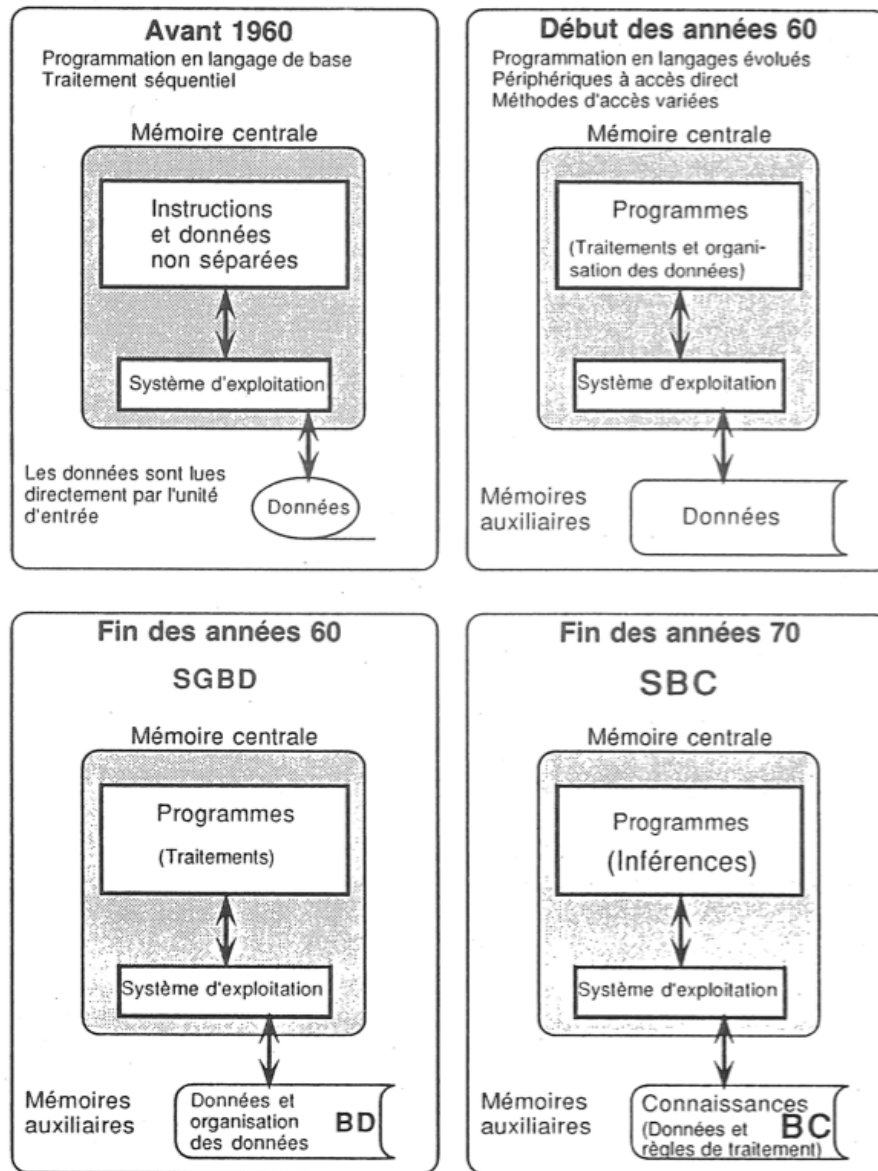 Avant 1960
Programmation en langage de base
Traitement séquentiel
Mémoire centrale
Instructions
et données
non séparées
Système d'exploitation
Les données sont lues
directement par l'unité
d'entrée
Données
Début des années 60
Programmation en langages évolués
Périphériques à accès direct
Méthodes d'accès variées
Mémoire centrale
Programmes
(Traitements et organi-
sation des données)
Système d'exploitation
Mémoires
auxiliaires
Données
Fin des années 60
SGBD
Mémoire centrale
Programmes
(Traitements)
Système d'exploitation
Mémoires
auxiliaires
Données et
organisation
des données
BD
Fin des années 70
SBC
Mémoire centrale
Programmes
(Inférences)
Système d'exploitation
Mémoires
auxiliaires
Connaissances
(Données et
règles de traitement)
BC